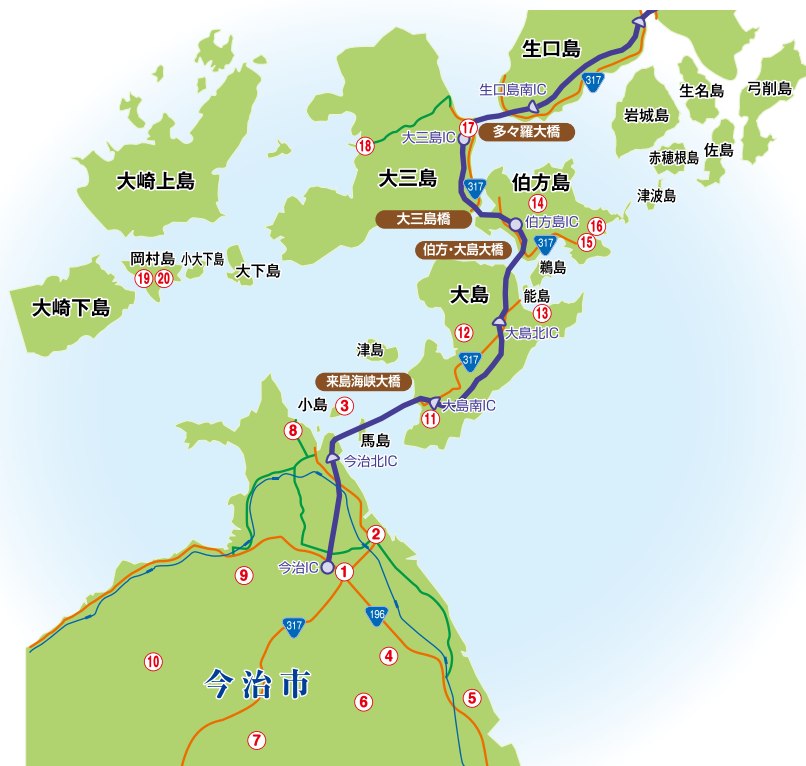 生口島
317
生口島南IC
生名島
弓削島
岩城島
17
多々羅大橋
大三島IC
18
佐島
赤穂根島
大崎上島
大三島
317
伯方島
津波島
14
大三島橋
伯方島IC
16
15
317
伯方・大島大橋
岡村島
小大下島
大下島
鵜島
19
20
大島
能島
大崎下島
13
12
大島北IC
津島
317
来島海峡大橋
小島
3
大島南IC
11
8
馬島
今治北IC
2
今治IC
1
9
317
196
10
4
今治市
6
5
7